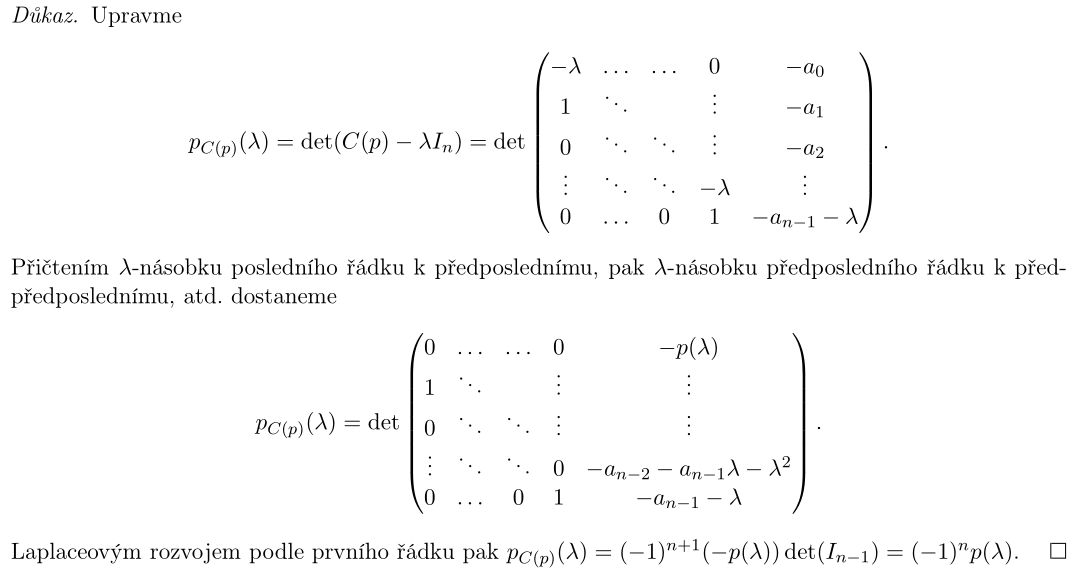 Důkaz. Upravme
$$p_{C(p)}(\lambda) = \det(C(p) - \lambda I_n) = \det \begin{pmatrix} -\lambda & \dots & \dots & 0 & -a_0 \\ 1 & \ddots & & \vdots & -a_1 \\ 0 & \ddots & \ddots & \vdots & -a_2 \\ \vdots & \ddots & \ddots & -\lambda & \vdots \\ 0 & \dots & 0 & 1 & -a_{n-1} - \lambda \end{pmatrix}.$$
Přičtením λ-násobku posledního řádku k předposlednímu, pak λ-násobku předposledního řádku k před-
předposlednímu, atd. dostaneme
$$p_{C(p)}(\lambda) = \det \begin{pmatrix} 0 & \dots & \dots & 0 & -p(\lambda) \\ 1 & \ddots & & \vdots & \vdots \\ 0 & \ddots & \ddots & \vdots & \vdots \\ \vdots & \ddots & \ddots & 0 & -a_{n-2} - a_{n-1}\lambda - \lambda^2 \\ 0 & \dots & 0 & 1 & -a_{n-1} - \lambda \end{pmatrix}.$$
Laplaceovým rozvojem podle prvního řádku pak $p_{C(p)}(\lambda) = (-1)^{n+1}(-p(\lambda)) \det(I_{n-1}) = (-1)^n p(\lambda)$. □